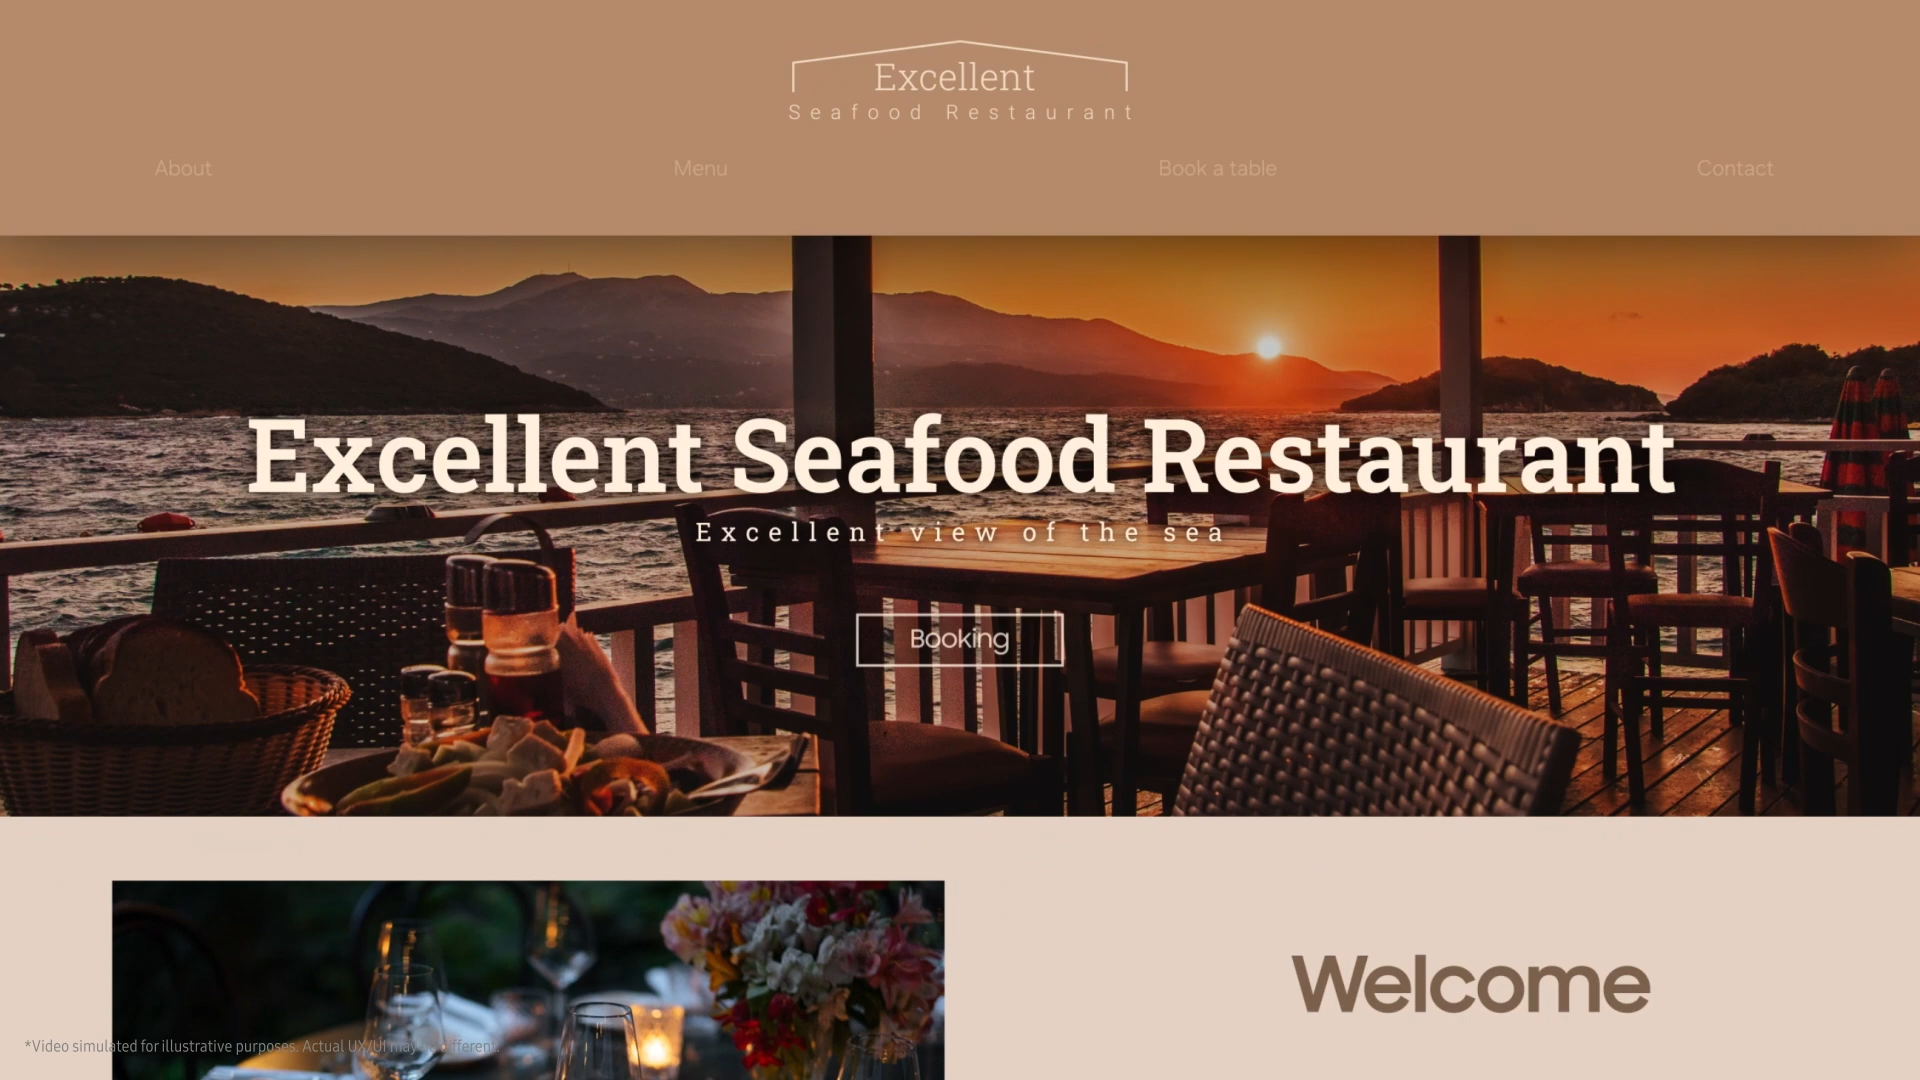 Excellent
Seafood Restaurant
About Menu Book a table Contact
Excellent Seafood Restaurant
Excellent view of the sea
Booking
Welcome
*Video simulated for illustrative purposes. Actual UX/UI may be different.